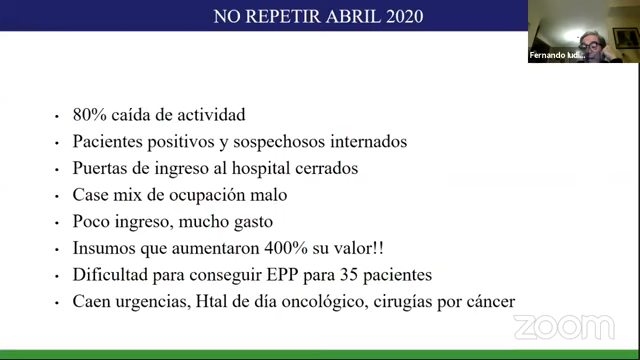 NO REPETIR ABRIL 2020
Fernando Iudi...
• 80% caída de actividad
• Pacientes positivos y sospechosos internados
• Puertas de ingreso al hospital cerrados
• Case mix de ocupación malo
• Poco ingreso, mucho gasto
• Insumos que aumentaron 400% su valor!!
• Dificultad para conseguir EPP para 35 pacientes
• Caen urgencias, Htal de día oncológico, cirugías por cáncer
zoom